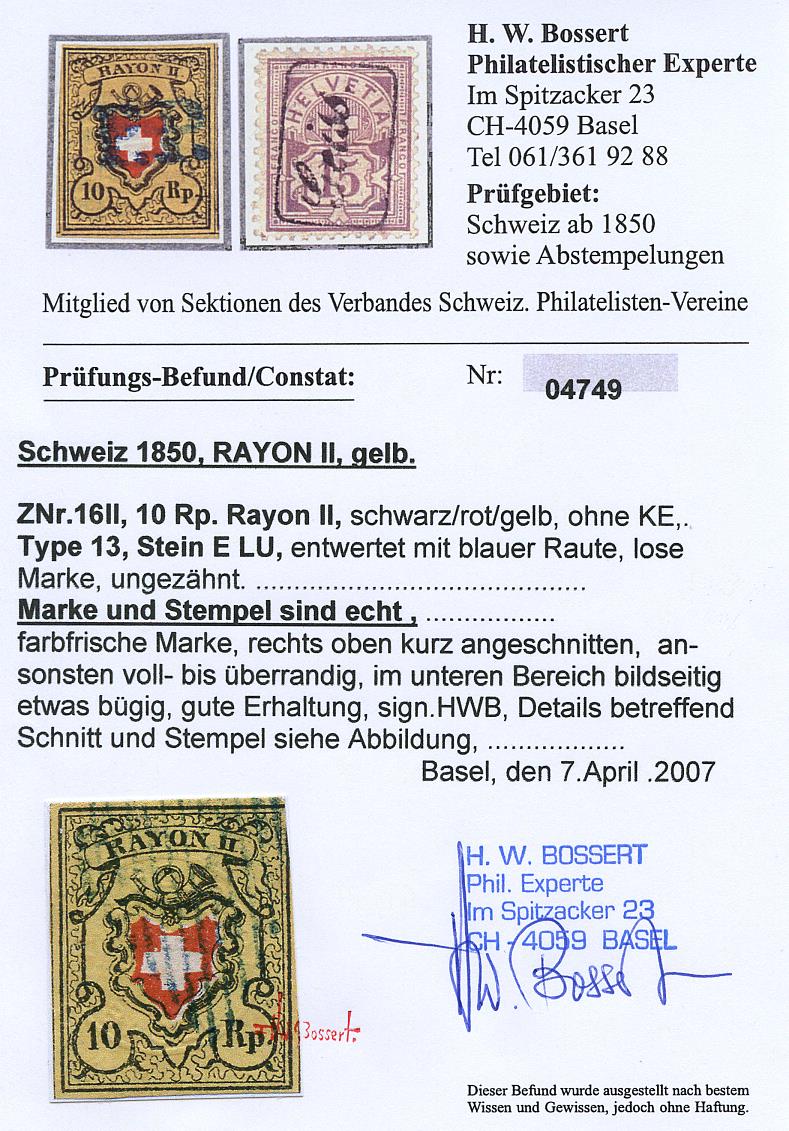 RAYON II
10 Rp.
HELVETIA
FRANCO
15
H. W. Bossert
Philatelistischer Experte
Im Spitzacker 23
CH-4059 Basel
Tel 061/361 92 88
Prüfgebiet:
Schweiz ab 1850
sowie Abstempelungen
Mitglied von Sektionen des Verbandes Schweiz. Philatelisten-Vereine
Prüfungs-Befund/Constat:
Nr: 04749
Schweiz 1850, RAYON II, gelb.
ZNr.16II, 10 Rp. Rayon II, schwarz/rot/gelb, ohne KE,.
Type 13, Stein E LU, entwertet mit blauer Raute, lose
Marke, ungezähnt. ..........................................
Marke und Stempel sind echt , .................
farbfrische Marke, rechts oben kurz angeschnitten, an-
sonsten voll- bis überrandig, im unteren Bereich bildseitig
etwas bügig, gute Erhaltung, sign.HWB, Details betreffend
Schnitt und Stempel siehe Abbildung, ..................
Basel, den 7.April .2007
RAYON II.
10 Rp.
Bossert.
H. W. BOSSERT
Phil. Experte
Im Spitzacker 23
CH - 4059 BASEL
HW. Bossert
Dieser Befund wurde ausgestellt nach bestem
Wissen und Gewissen, jedoch ohne Haftung.